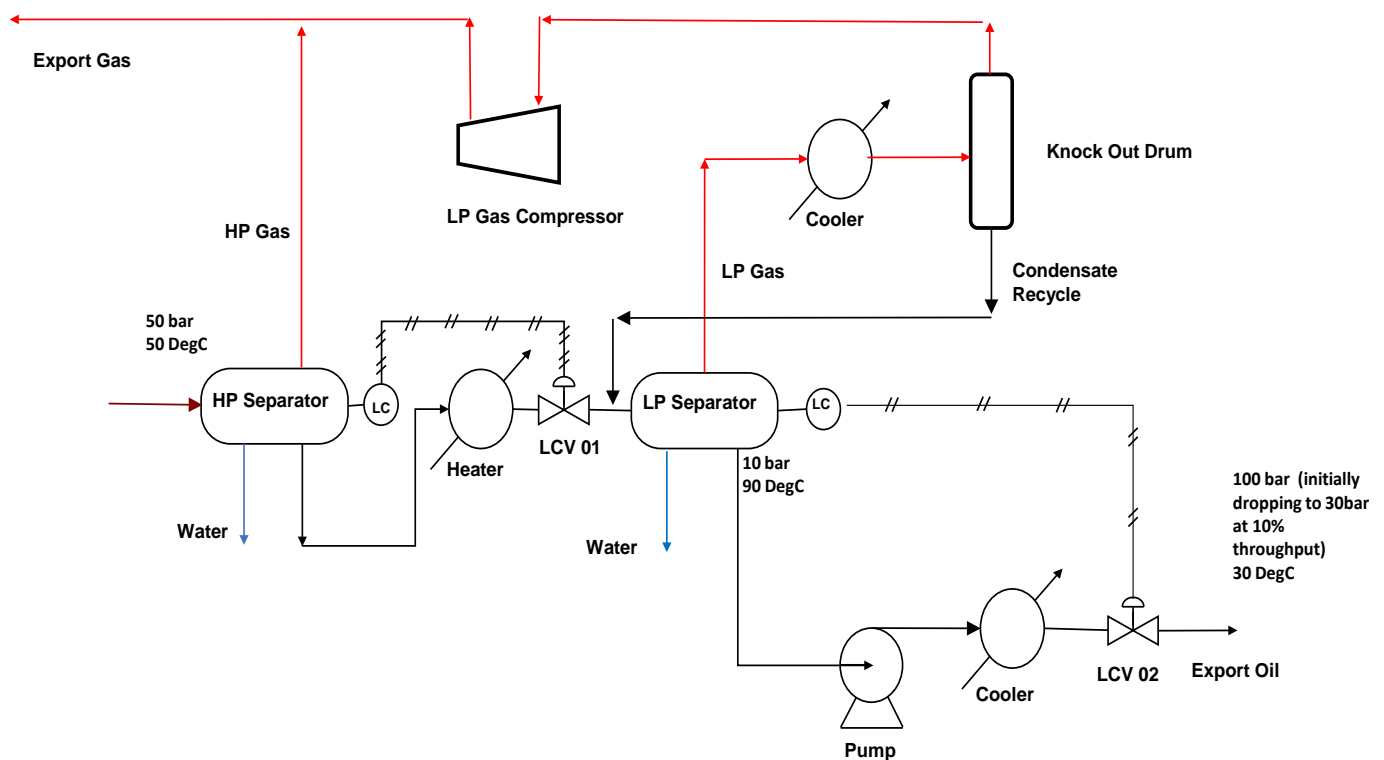 Export Gas
HP Gas
LP Gas Compressor
Cooler
Knock Out Drum
LP Gas
Condensate
Recycle
50 bar
50 DegC
HP Separator
LC
Heater
LCV 01
LP Separator
LC
10 bar
90 DegC
Water
Water
100 bar  (initially
dropping to 30bar
at 10%
throughput)
30 DegC
Pump
Cooler
LCV 02
Export Oil